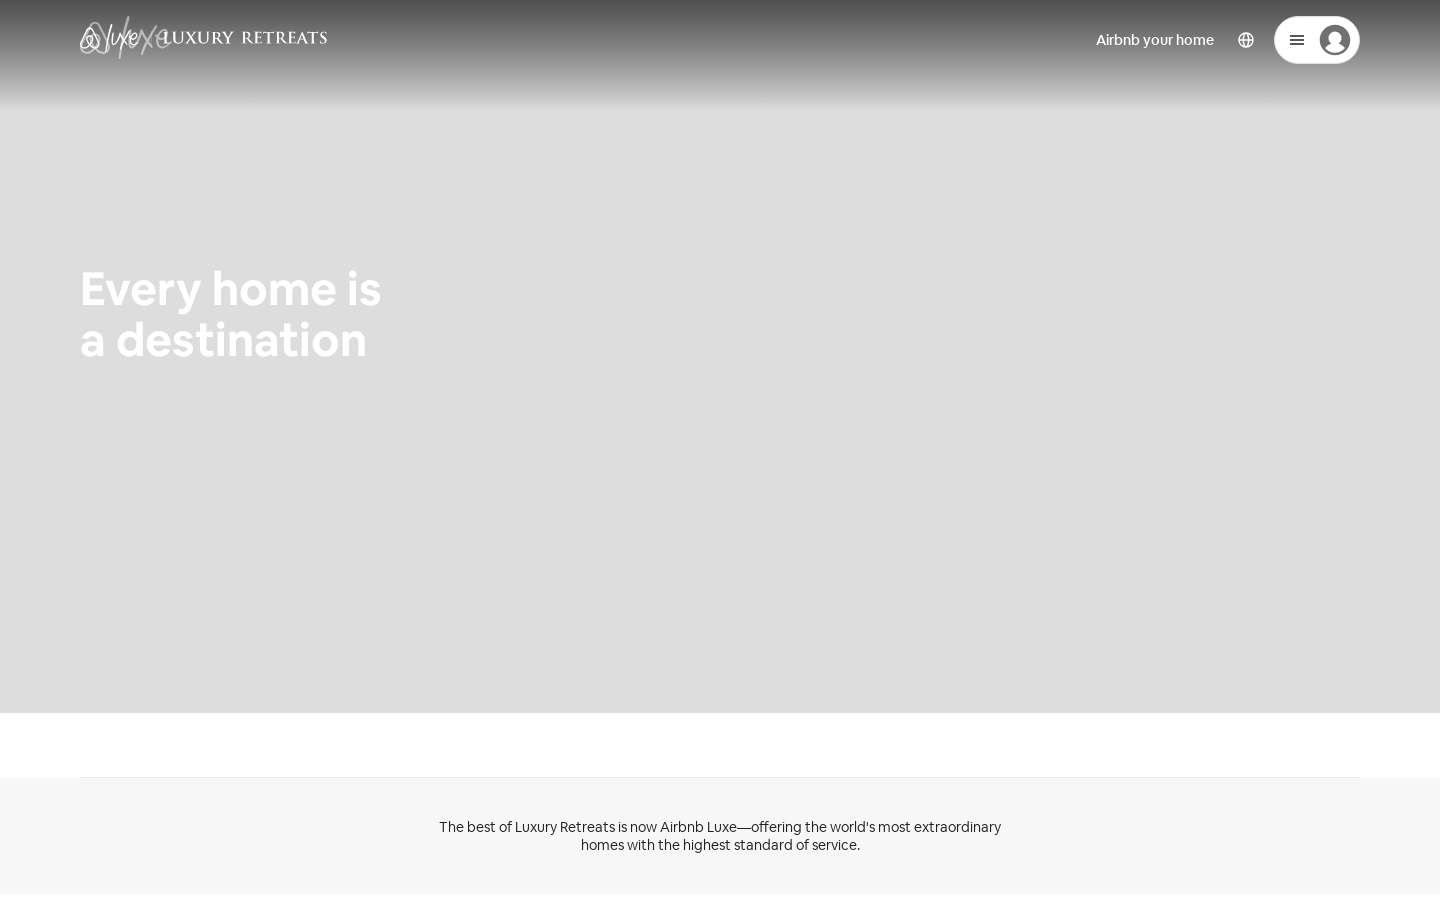 luxe LUXURY RETREATS
Airbnb your home
Every home is
a destination
The best of Luxury Retreats is now Airbnb Luxe—offering the world's most extraordinary
homes with the highest standard of service.